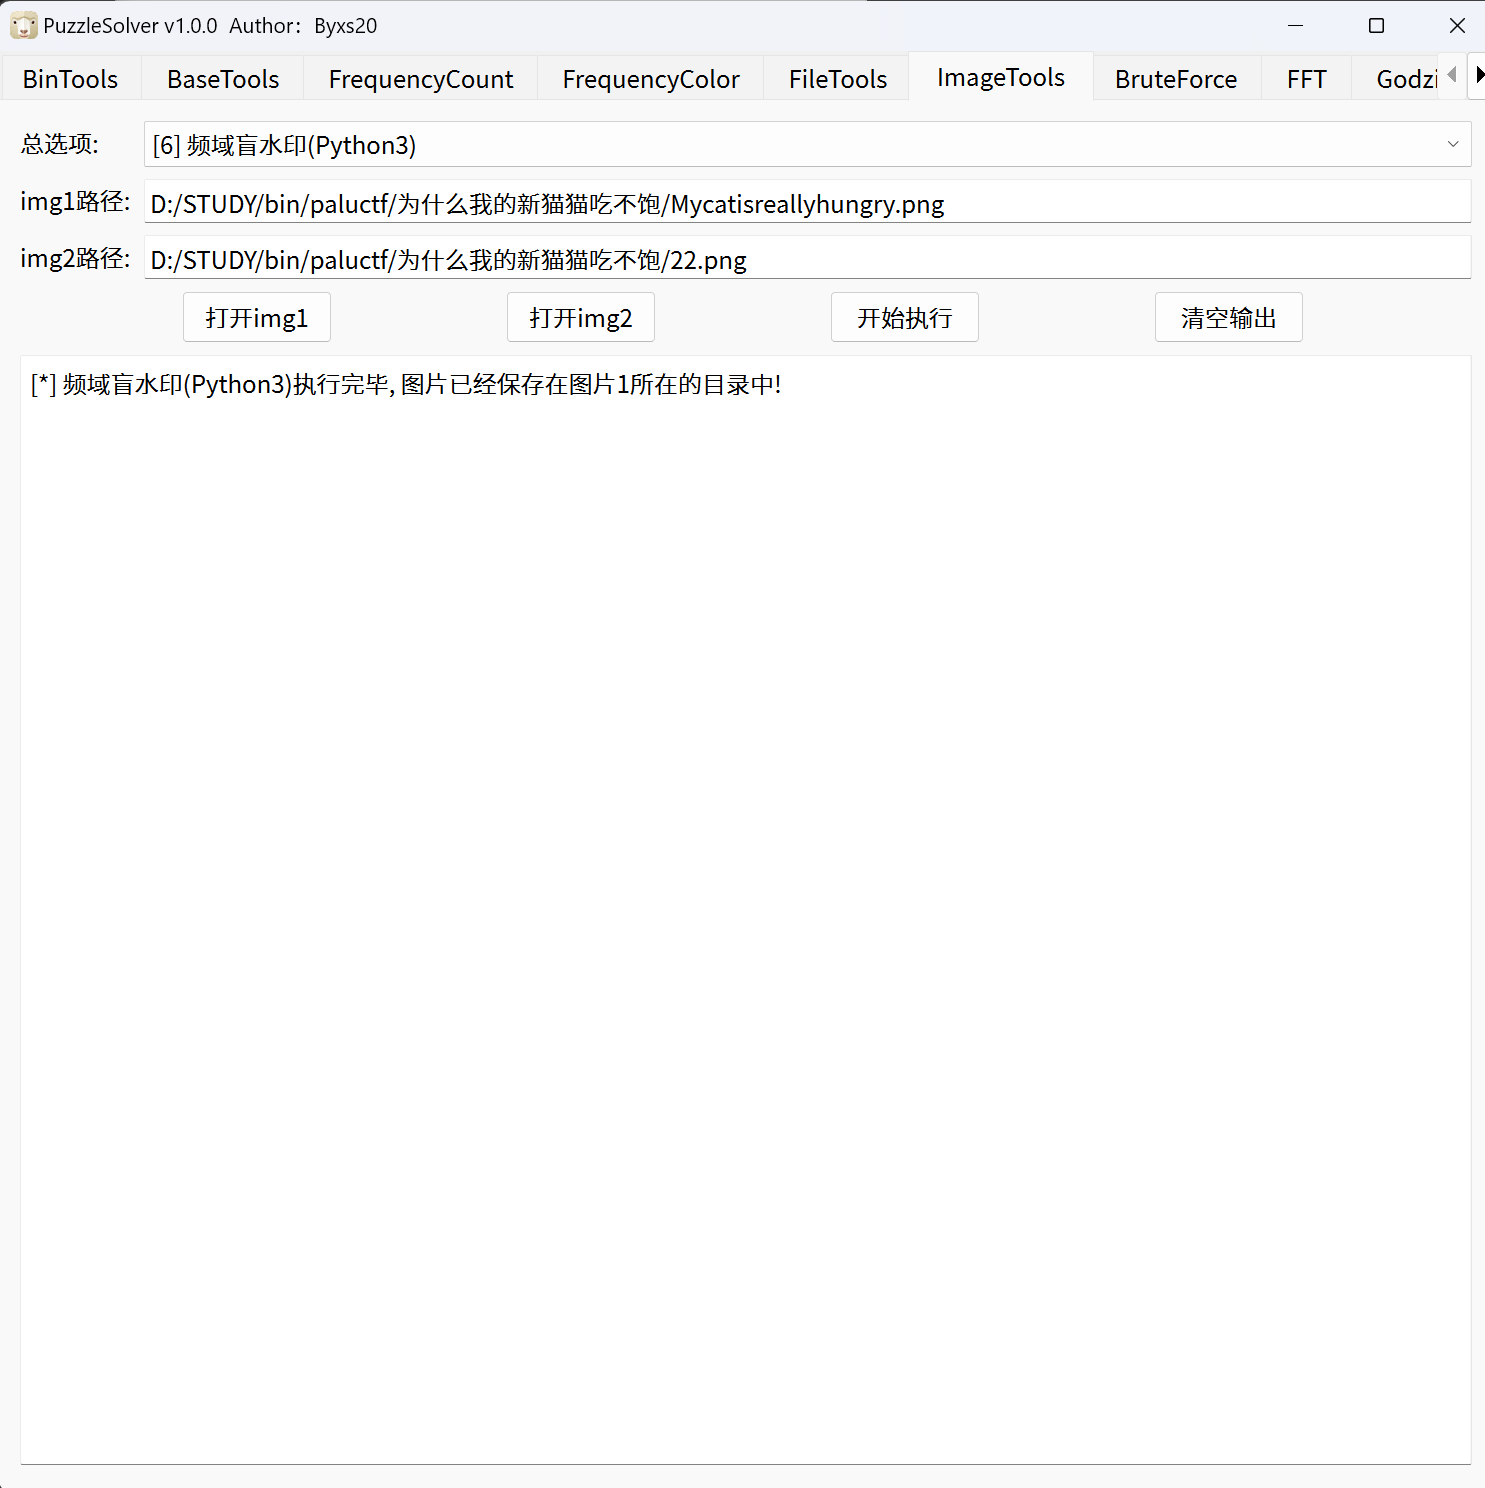 PuzzleSolver v1.0.0 Author：Byxs20
BinTools BaseTools FrequencyCount FrequencyColor FileTools ImageTools BruteForce FFT Godzi
总选项: [6] 频域盲水印(Python3)
img1路径: D:/STUDY/bin/paluctf/为什么我的新猫猫吃不饱/Mycatisreallyhungry.png
img2路径: D:/STUDY/bin/paluctf/为什么我的新猫猫吃不饱/22.png
打开img1 打开img2 开始执行 清空输出
[*] 频域盲水印(Python3)执行完毕, 图片已经保存在图片1所在的目录中!